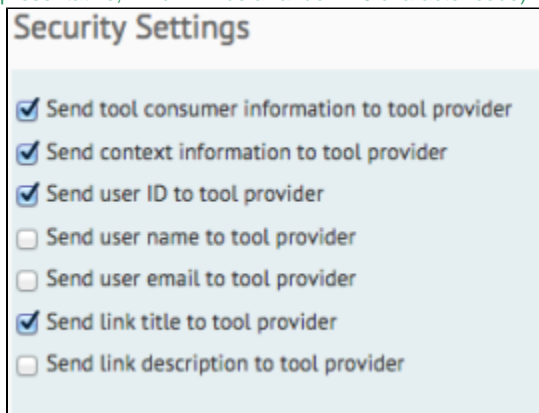 Security Settings
Send tool consumer information to tool provider
Send context information to tool provider
Send user ID to tool provider
Send user name to tool provider
Send user email to tool provider
Send link title to tool provider
Send link description to tool provider